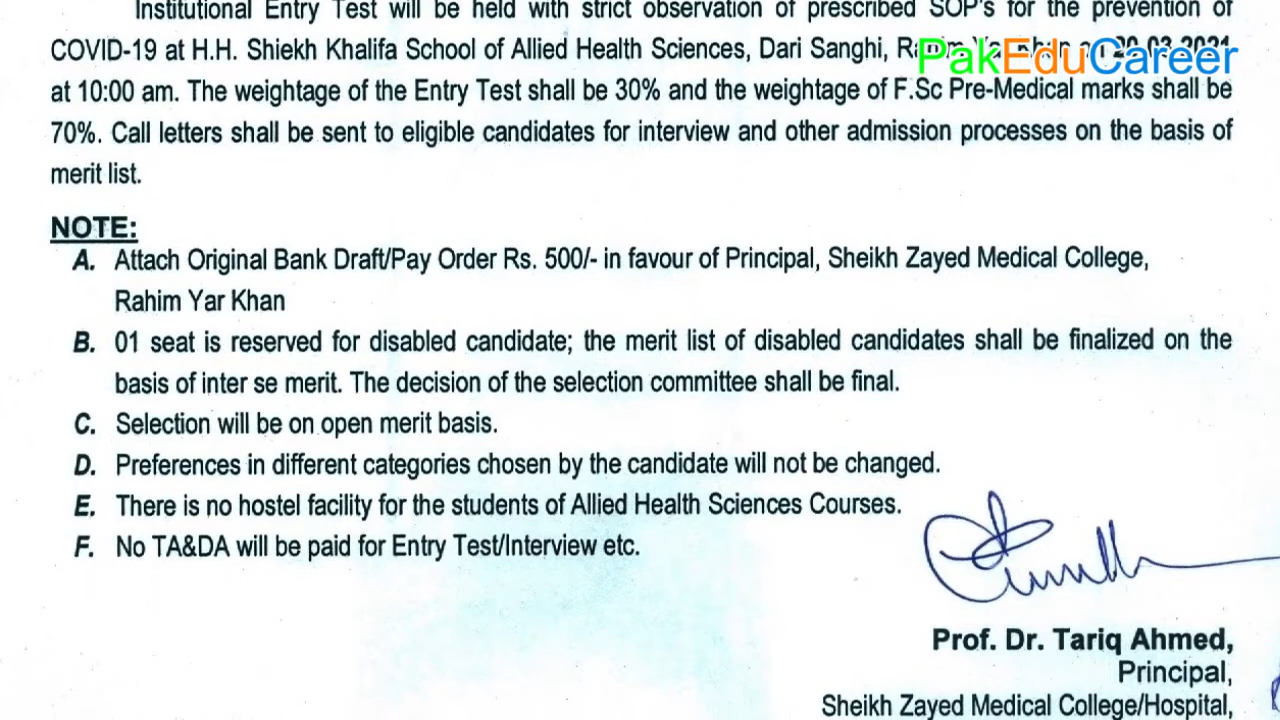 Institutional Entry Test will be held with strict observation of prescribed SOP's for the prevention of
COVID-19 at H.H. Shiekh Khalifa School of Allied Health Sciences, Dari Sanghi, Rahim Yar Khan on 20.03.2021
PakEduCareer
at 10:00 am. The weightage of the Entry Test shall be 30% and the weightage of F.Sc Pre-Medical marks shall be
70%. Call letters shall be sent to eligible candidates for interview and other admission processes on the basis of
merit list.
NOTE:
A. Attach Original Bank Draft/Pay Order Rs. 500/- in favour of Principal, Sheikh Zayed Medical College,
Rahim Yar Khan
B. 01 seat is reserved for disabled candidate; the merit list of disabled candidates shall be finalized on the
basis of inter se merit. The decision of the selection committee shall be final.
C. Selection will be on open merit basis.
D. Preferences in different categories chosen by the candidate will not be changed.
E. There is no hostel facility for the students of Allied Health Sciences Courses.
F. No TA&DA will be paid for Entry Test/Interview etc.
Prof. Dr. Tariq Ahmed,
Principal,
Sheikh Zayed Medical College/Hospital,